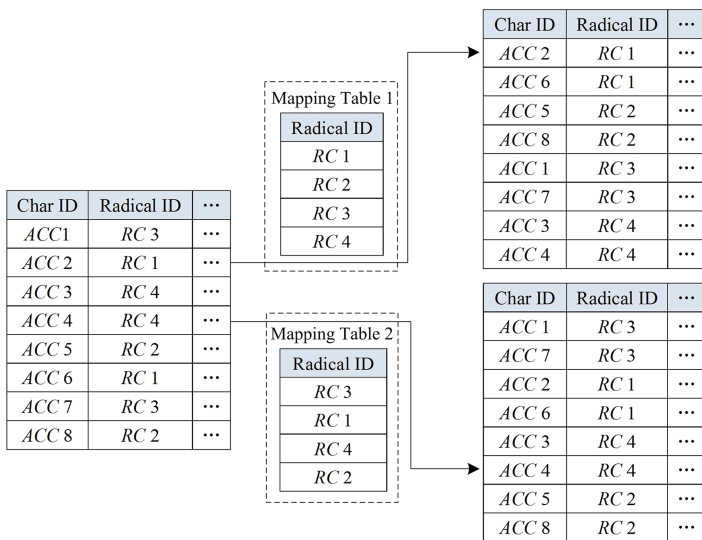 Char ID Radical ID ...
ACC1 RC 3 ...
ACC 2 RC 1 ...
ACC 3 RC 4 ...
ACC 4 RC 4 ...
ACC 5 RC 2 ...
ACC 6 RC 1 ...
ACC 7 RC 3 ...
ACC 8 RC 2 ...
Mapping Table 1
Radical ID
RC 1
RC 2
RC 3
RC 4
Mapping Table 2
Radical ID
RC 3
RC 1
RC 4
RC 2
Char ID Radical ID ...
ACC 2 RC 1 ...
ACC 6 RC 1 ...
ACC 5 RC 2 ...
ACC 8 RC 2 ...
ACC 1 RC 3 ...
ACC 7 RC 3 ...
ACC 3 RC 4 ...
ACC 4 RC 4 ...
Char ID Radical ID ...
ACC 1 RC 3 ...
ACC 7 RC 3 ...
ACC 2 RC 1 ...
ACC 6 RC 1 ...
ACC 3 RC 4 ...
ACC 4 RC 4 ...
ACC 5 RC 2 ...
ACC 8 RC 2 ...